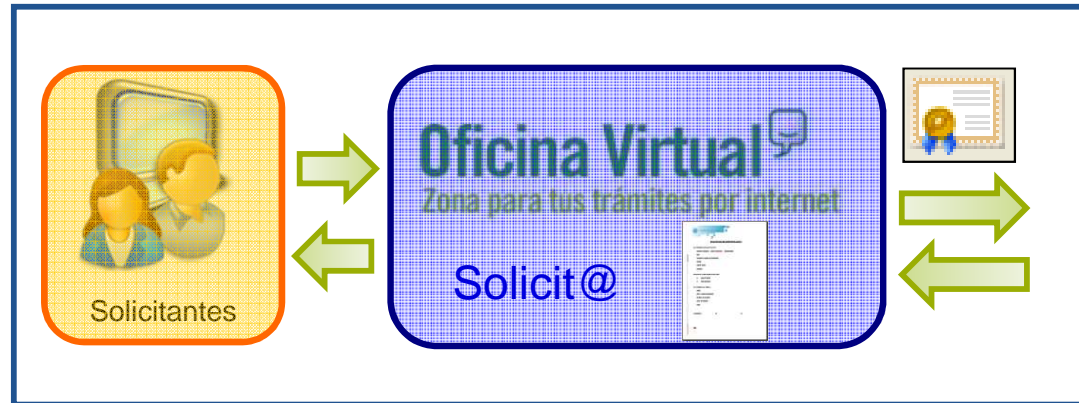 Oficina Virtual
Zona para tus trámites por internet
Solicit@
Solicitantes